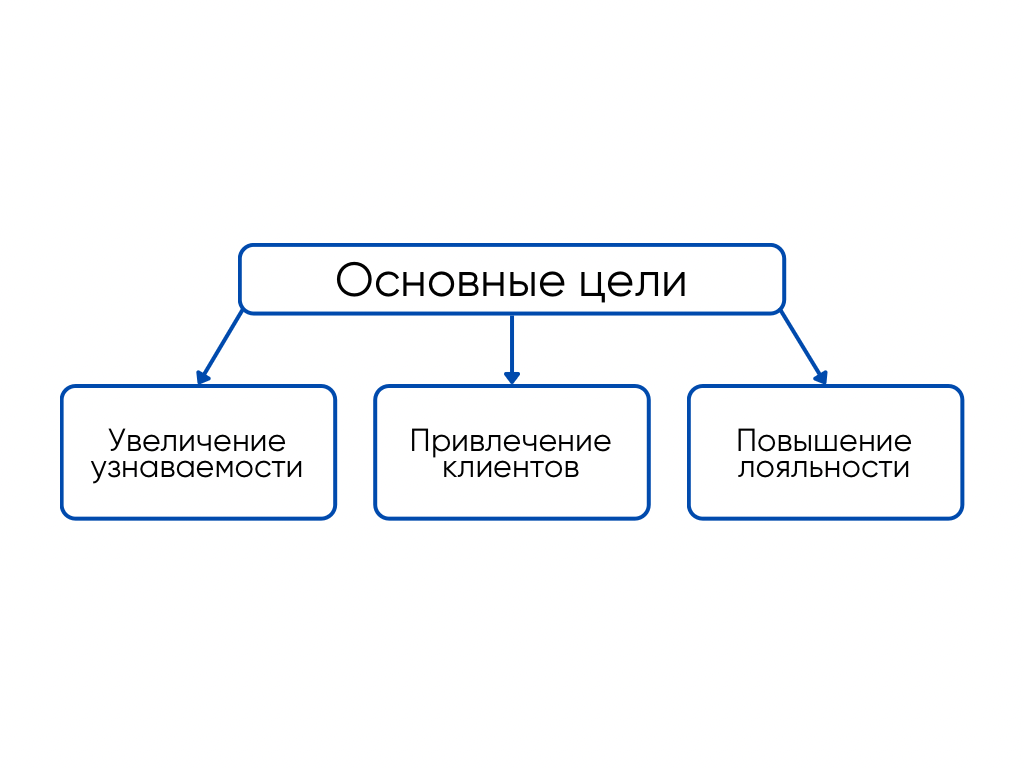 Основные цели
Увеличение
узнаваемости
Привлечение
клиентов
Повышение
лояльности